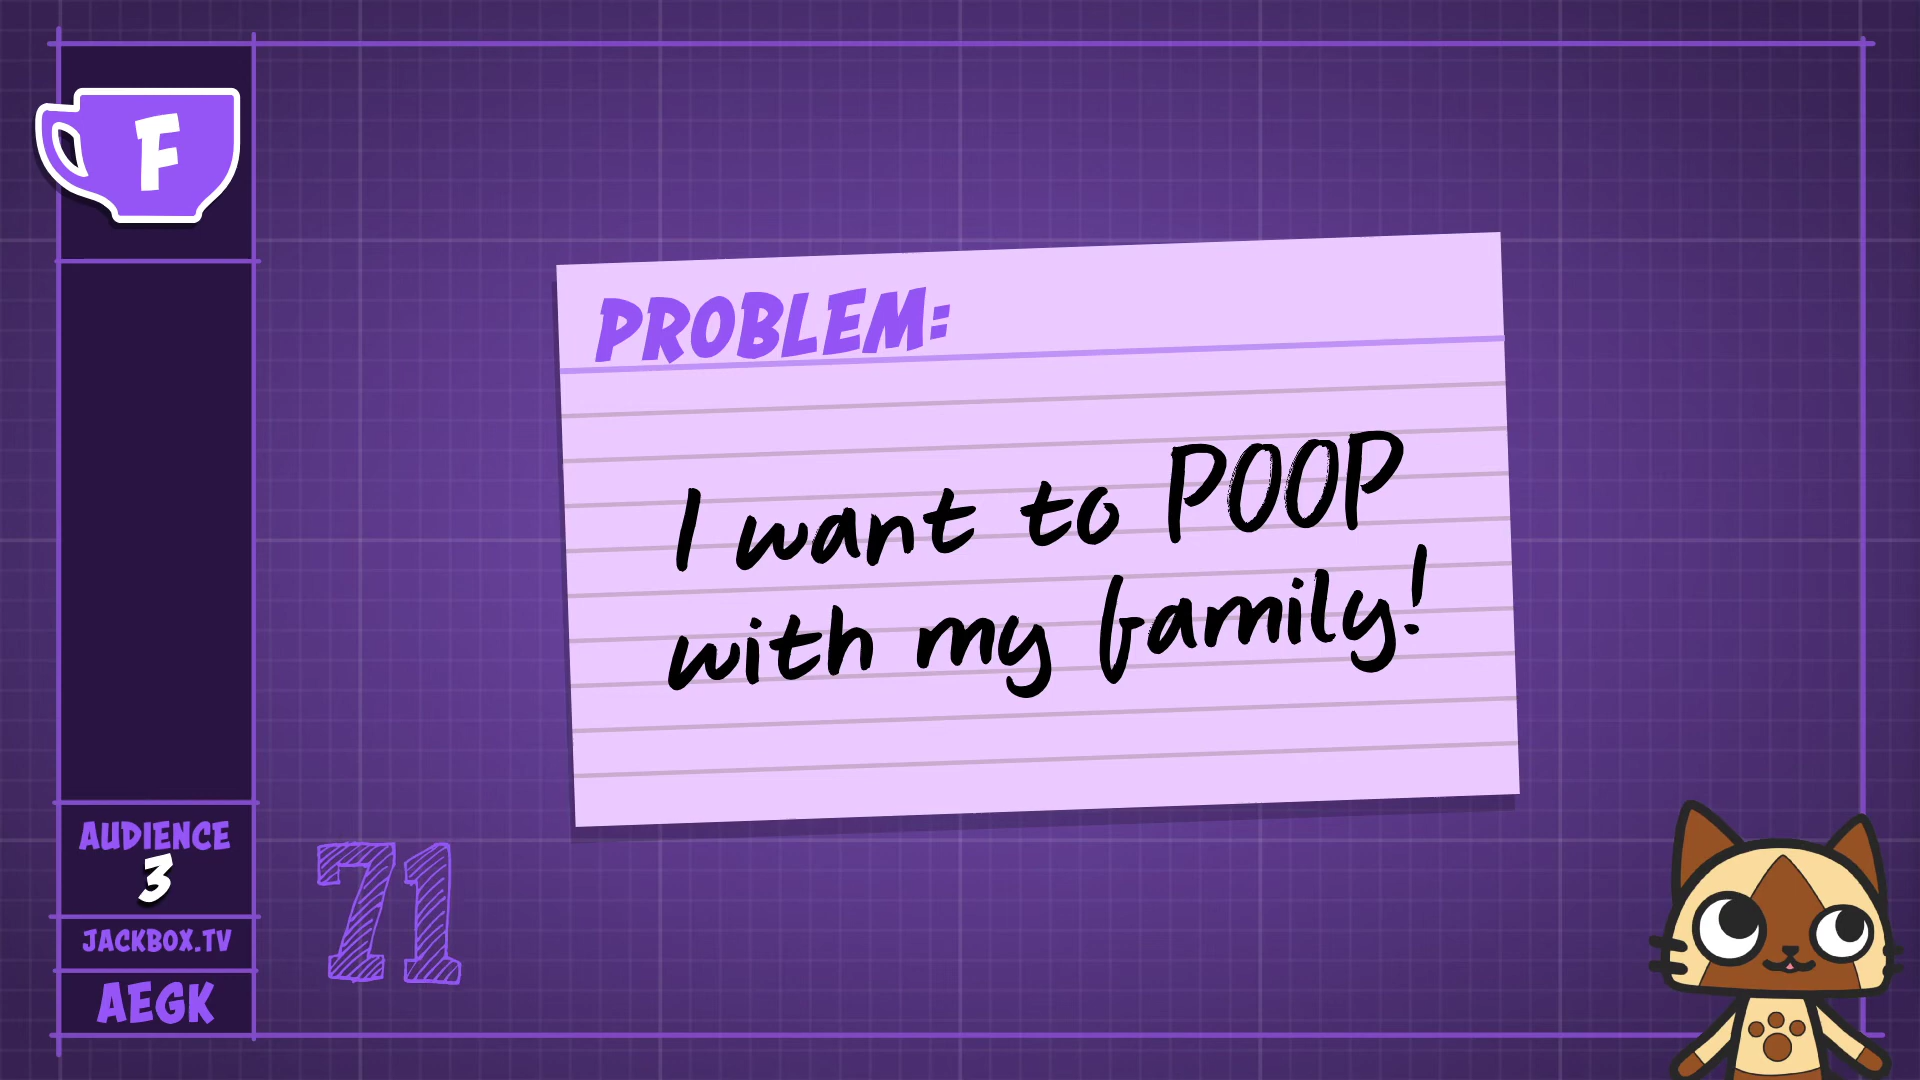 F
PROBLEM:
I want to POOP
with my family!
AUDIENCE
3
JACKBOX.TV
AEGK
71